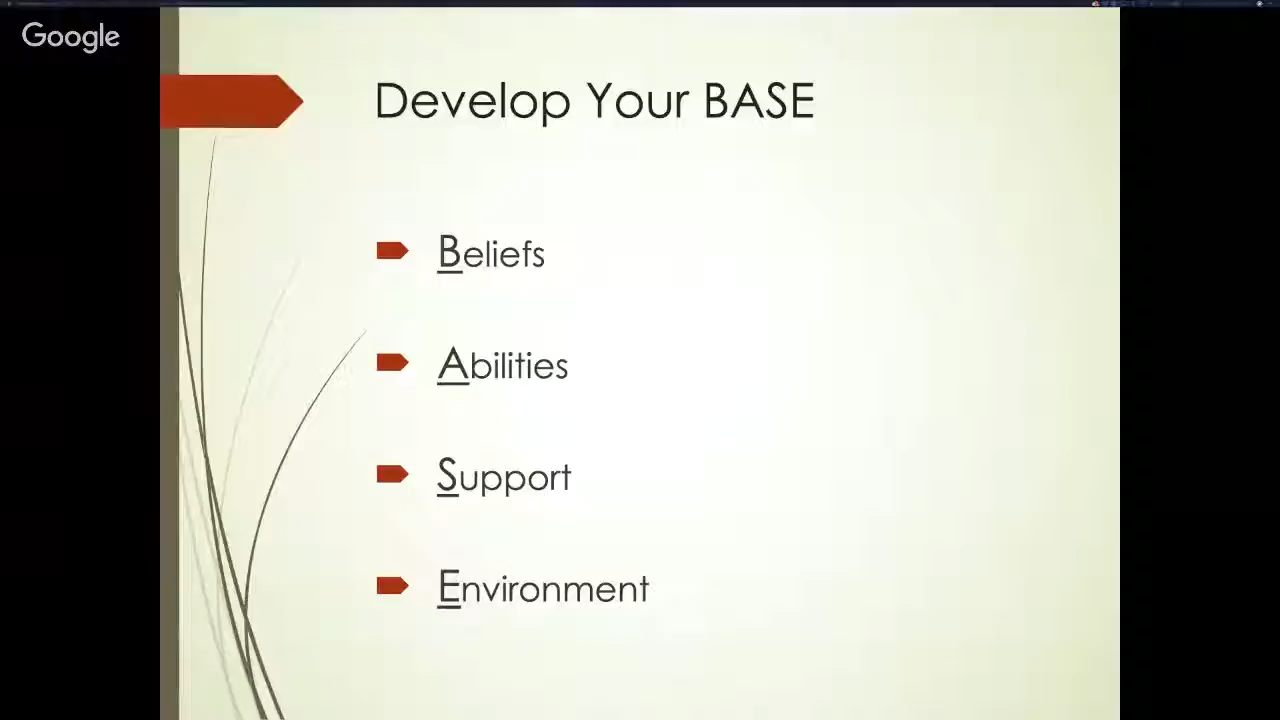 Google
Develop Your BASE
Beliefs
Abilities
Support
Environment